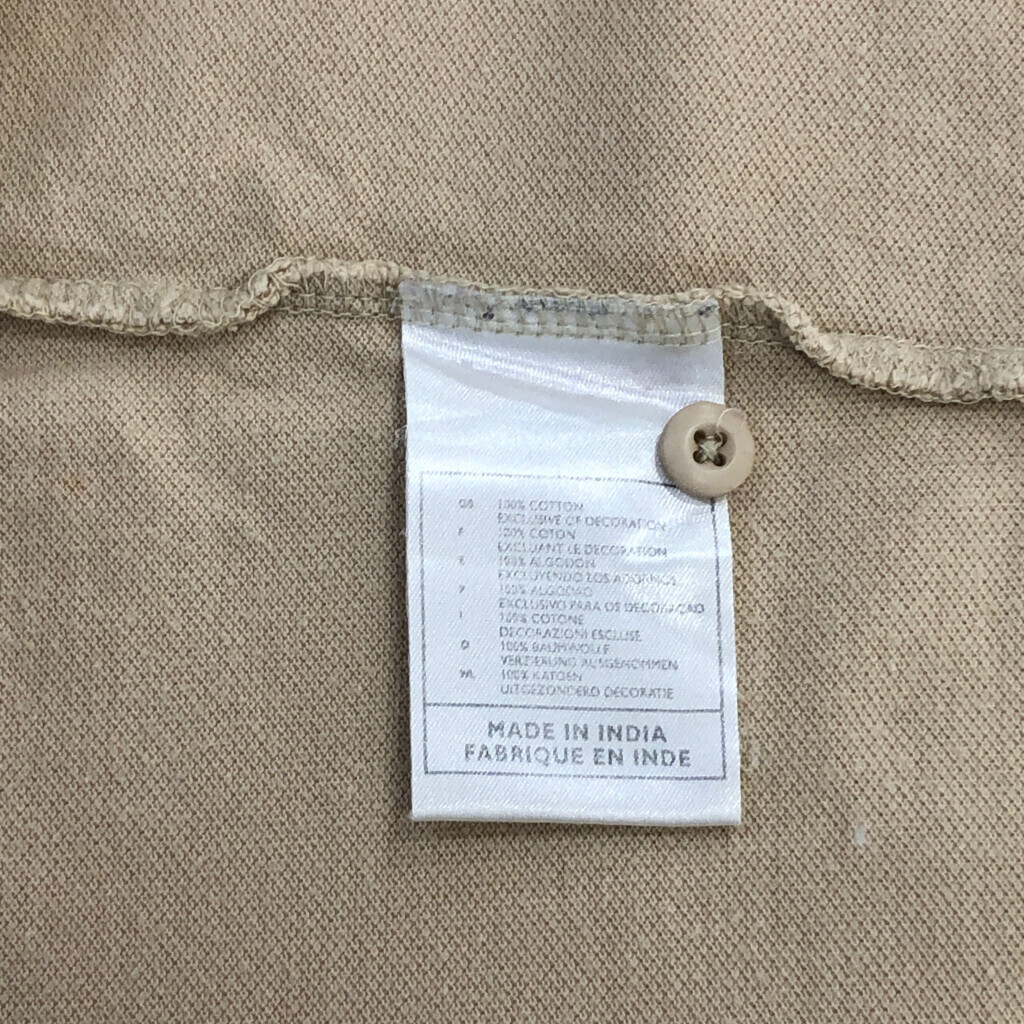 GB 100% COTTON
EXCLUSIVE OF DECORATION
F 100% COTON
EXCLUANT LE DECORATION
E 100% ALGODON
EXCLUYENDO LOS ADORNOS
P 100% ALGODAO
EXCLUSIVO PARA OS DECORAÇAO
I 100% COTONE
DECORAZIONI ESCLUSE
D 100% BAUMWOLLE
VERZIERUNG AUSGENOMMEN
NL 100% KATOEN
UITGEZONDERD DECORATIE
MADE IN INDIA
FABRIQUE EN INDE